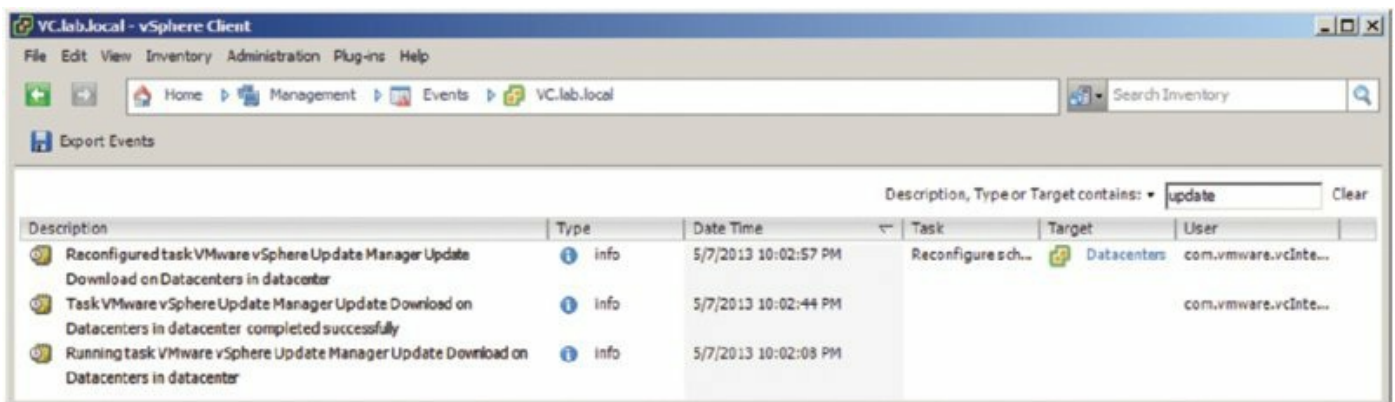 VC.lab.local - vSphere Client
File Edit View Inventory Administration Plug-ins Help
Home Management Events VC.lab.local Search Inventory
Export Events
Description, Type or Target contains: update Clear
Description Type Date Time Task Target User
Reconfigured task VMware vSphere Update Manager Update info 5/7/2013 10:02:57 PM Reconfigure sch... Datacenters com.vmware.vcInte...
Download on Datacenters in datacenter
Task VMware vSphere Update Manager Update Download on info 5/7/2013 10:02:44 PM com.vmware.vcInte...
Datacenters in datacenter completed successfully
Running task VMware vSphere Update Manager Update Download on info 5/7/2013 10:02:08 PM
Datacenters in datacenter